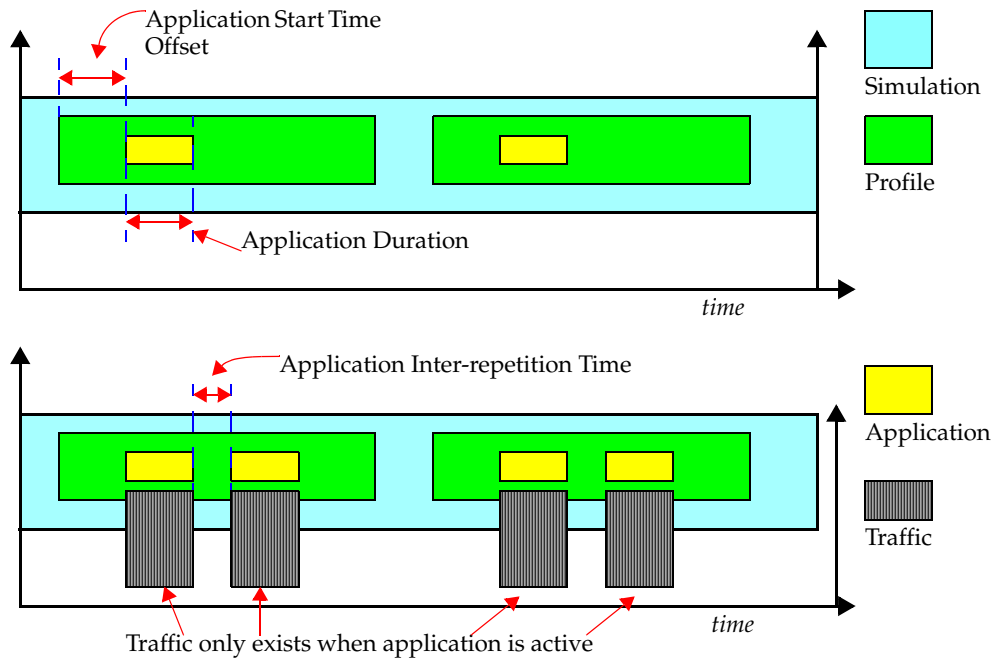 Application Start Time
Offset
Simulation
Profile
Application Duration
time
Application Inter-repetition Time
Application
Traffic
time
Traffic only exists when application is active